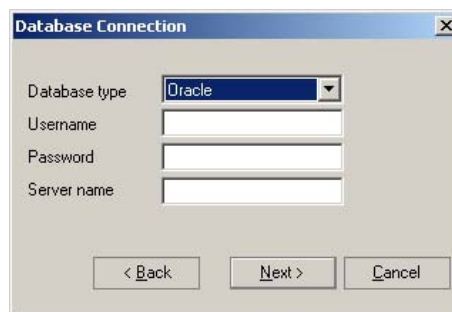 Database Connection
Database type Oracle
Username
Password
Server name
< Back Next > Cancel